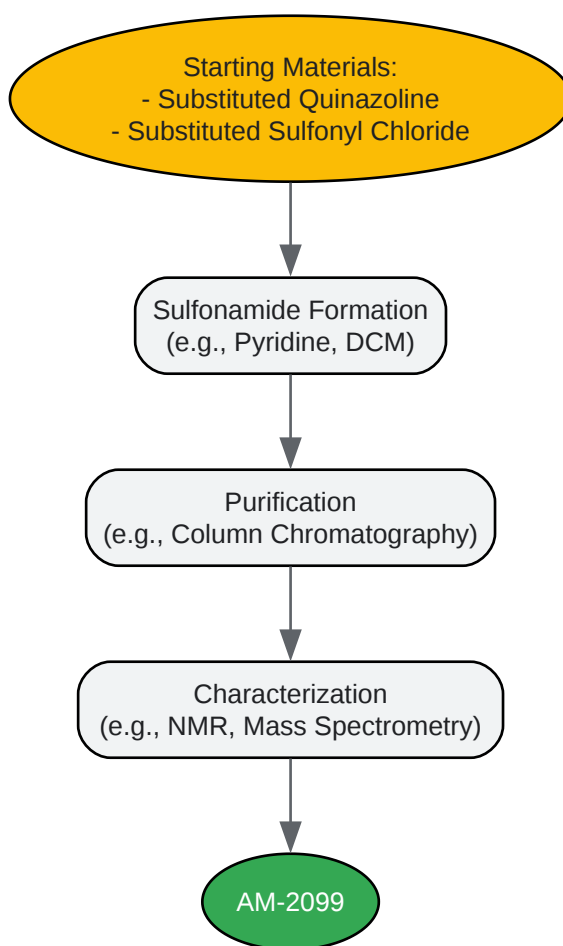 Starting Materials:
- Substituted Quinazoline
- Substituted Sulfonyl Chloride
Sulfonamide Formation
(e.g., Pyridine, DCM)
Purification
(e.g., Column Chromatography)
Characterization
(e.g., NMR, Mass Spectrometry)
AM-2099